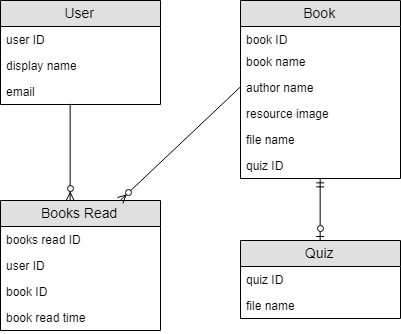 User
user ID
display name
email
Book
book ID
book name
author name
resource image
file name
quiz ID
Books Read
books read ID
user ID
book ID
book read time
Quiz
quiz ID
file name